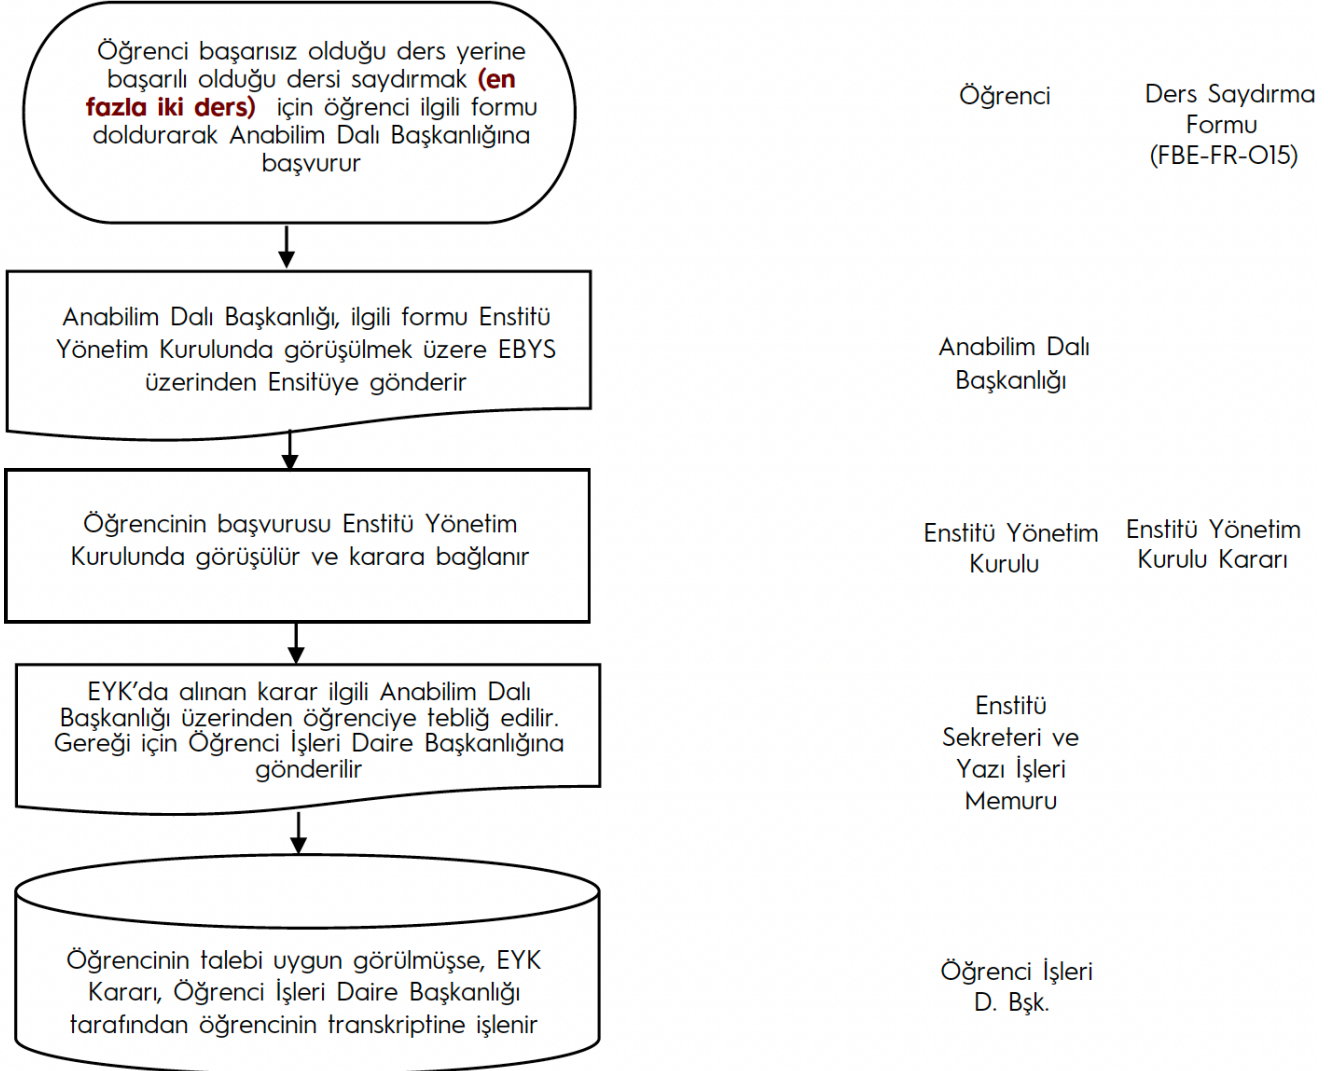 Öğrenci başarısız olduğu ders yerine
başarılı olduğu dersi saydırmak (en
fazla iki ders) için öğrenci ilgili formu
doldurarak Anabilim Dalı Başkanlığına
başvurur
Öğrenci
Ders Saydırma
Formu
(FBE-FR-O15)
Anabilim Dalı Başkanlığı, ilgili formu Enstitü
Yönetim Kurulunda görüşülmek üzere EBYS
üzerinden Ensitüye gönderir
Anabilim Dalı
Başkanlığı
Öğrencinin başvurusu Enstitü Yönetim
Kurulunda görüşülür ve karara bağlanır
Enstitü Yönetim
Kurulu
Enstitü Yönetim
Kurulu Kararı
EYK'da alınan karar ilgili Anabilim Dalı
Başkanlığı üzerinden öğrenciye tebliğ edilir.
Gereği için Öğrenci İşleri Daire Başkanlığına
gönderilir
Enstitü
Sekreteri ve
Yazı İşleri
Memuru
Öğrencinin talebi uygun görülmüşse, EYK
Kararı, Öğrenci İşleri Daire Başkanlığı
tarafından öğrencinin transkriptine işlenir
Öğrenci İşleri
D. Bşk.